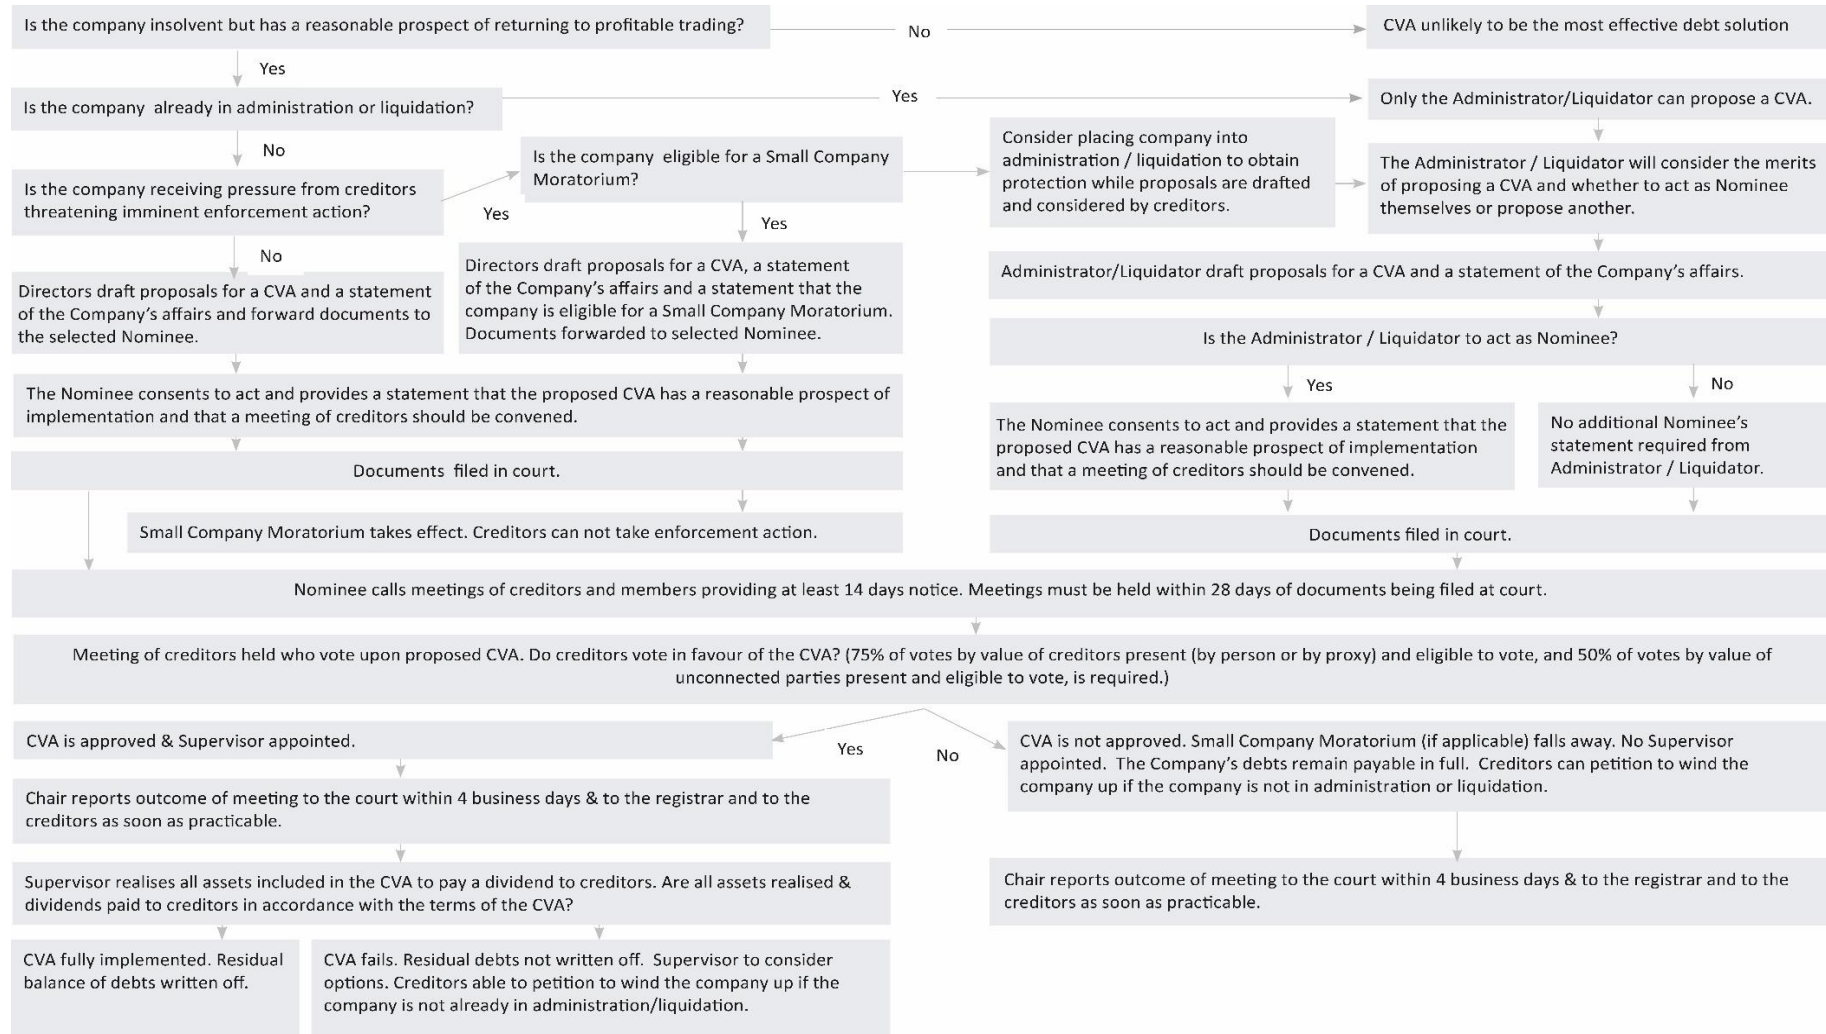 Is the company insolvent but has a reasonable prospect of returning to profitable trading?
No
CVA unlikely to be the most effective debt solution
Yes
Is the company already in administration or liquidation?
Yes
Only the Administrator/Liquidator can propose a CVA.
No
Is the company receiving pressure from creditors
threatening imminent enforcement action?
Yes
Is the company eligible for a Small Company
Moratorium?
Consider placing company into
administration / liquidation to obtain
protection while proposals are drafted
and considered by creditors.
The Administrator / Liquidator will consider the merits
of proposing a CVA and whether to act as Nominee
themselves or propose another.
No
Yes
Directors draft proposals for a CVA and a statement
of the Company’s affairs and forward documents to
the selected Nominee.
Directors draft proposals for a CVA, a statement
of the Company’s affairs and a statement that the
company is eligible for a Small Company Moratorium.
Documents forwarded to selected Nominee.
Administrator/Liquidator draft proposals for a CVA and a statement of the Company’s affairs.
Is the Administrator / Liquidator to act as Nominee?
Yes
No
The Nominee consents to act and provides a statement that the proposed CVA has a reasonable prospect of
implementation and that a meeting of creditors should be convened.
The Nominee consents to act and provides a statement that the
proposed CVA has a reasonable prospect of implementation
and that a meeting of creditors should be convened.
No additional Nominee’s
statement required from
Administrator / Liquidator.
Documents filed in court.
Small Company Moratorium takes effect. Creditors can not take enforcement action.
Documents filed in court.
Nominee calls meetings of creditors and members providing at least 14 days notice. Meetings must be held within 28 days of documents being filed at court.
Meeting of creditors held who vote upon proposed CVA. Do creditors vote in favour of the CVA? (75% of votes by value of creditors present (by person or by proxy) and eligible to vote, and 50% of votes by value of
unconnected parties present and eligible to vote, is required.)
CVA is approved & Supervisor appointed.
Yes
No
CVA is not approved. Small Company Moratorium (if applicable) falls away. No Supervisor
appointed. The Company’s debts remain payable in full. Creditors can petition to wind the
company up if the company is not in administration or liquidation.
Chair reports outcome of meeting to the court within 4 business days & to the registrar and to the
creditors as soon as practicable.
Supervisor realises all assets included in the CVA to pay a dividend to creditors. Are all assets realised &
dividends paid to creditors in accordance with the terms of the CVA?
Chair reports outcome of meeting to the court within 4 business days & to the registrar and to the
creditors as soon as practicable.
CVA fully implemented. Residual
balance of debts written off.
CVA fails. Residual debts not written off. Supervisor to consider
options. Creditors able to petition to wind the company up if the
company is not already in administration/liquidation.